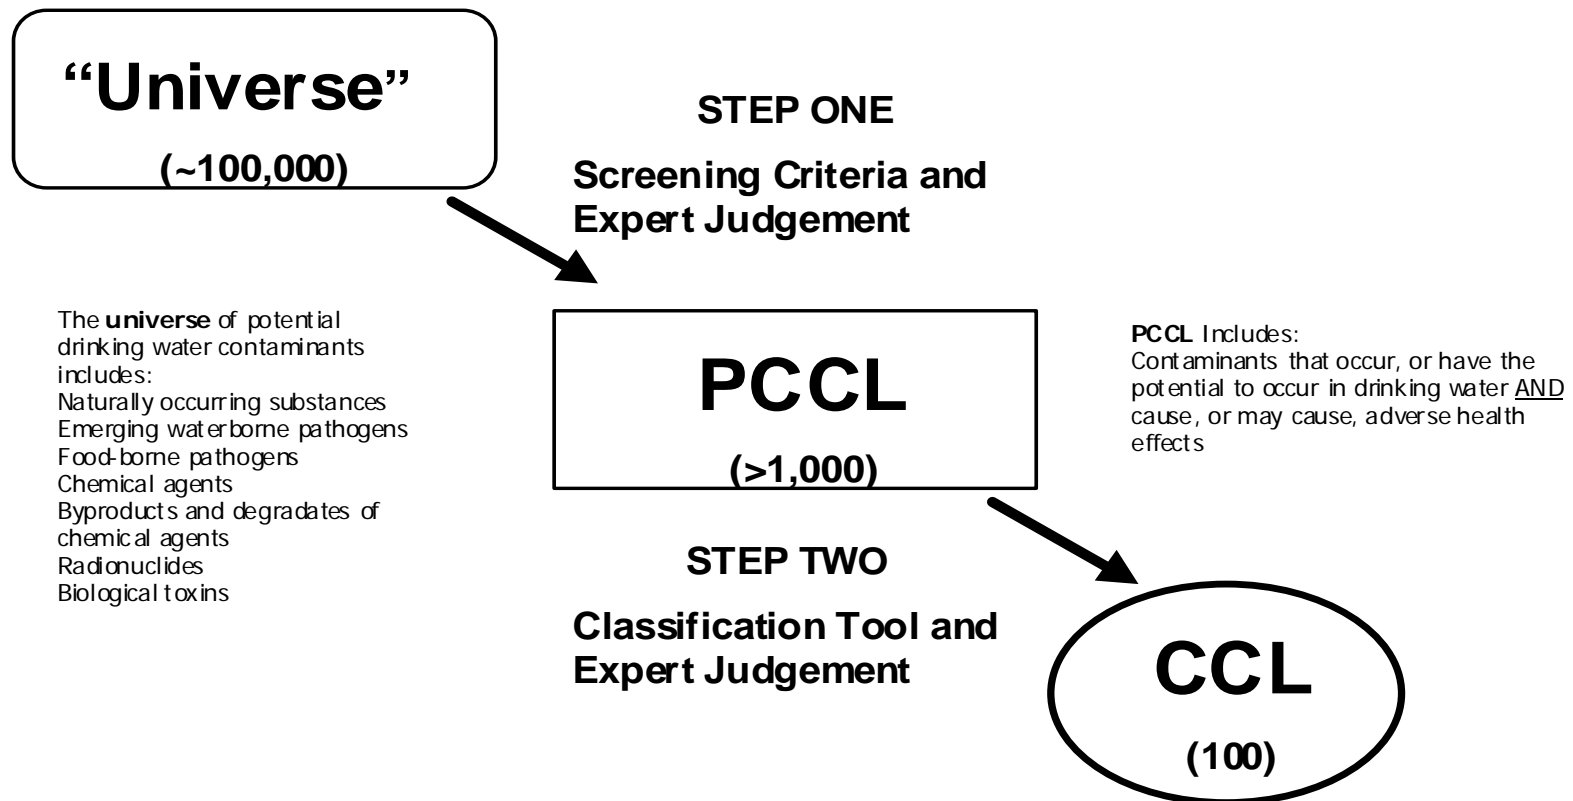 “Universe”
(~100,000)
STEP ONE
Screening Criteria and
Expert Judgement
The universe of potential
drinking water contaminants
includes:
Naturally occurring substances
Emerging waterborne pathogens
Food-borne pathogens
Chemical agents
Byproducts and degradates of
chemical agents
Radionuclides
Biological toxins
PCCL
(>1,000)
PCCL Includes:
Contaminants that occur, or have the
potential to occur in drinking water AND
cause, or may cause, adverse health
effects
STEP TWO
Classification Tool and
Expert Judgement
CCL
(100)